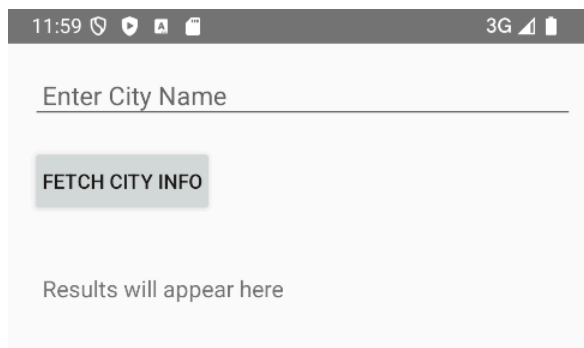 11:59 3G
Enter City Name
FETCH CITY INFO
Results will appear here